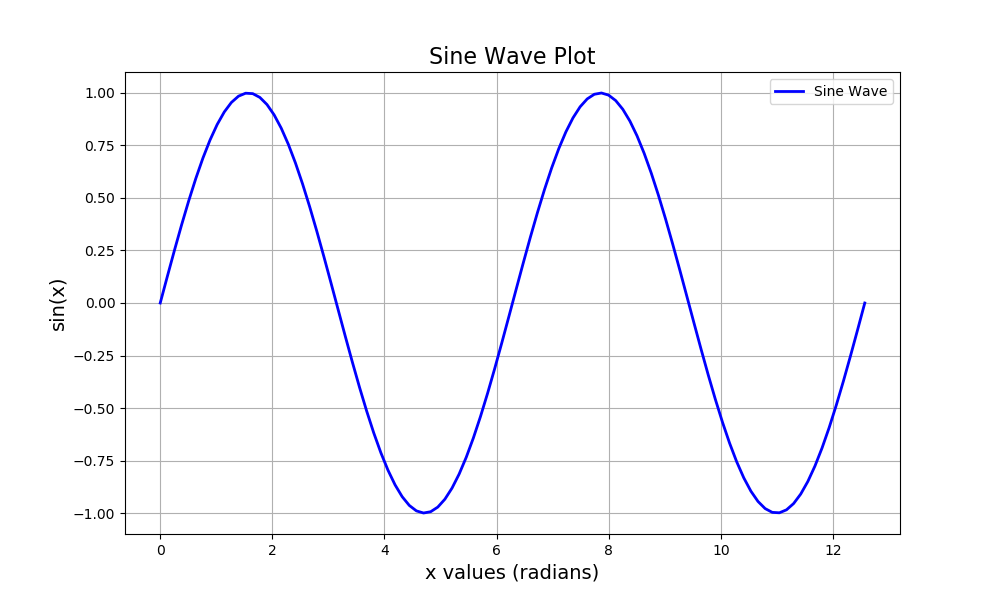 Sine Wave Plot
Sine Wave
1.00
0.75
0.50
0.25
0.00
−0.25
−0.50
−0.75
−1.00
sin(x)
0 2 4 6 8 10 12
x values (radians)